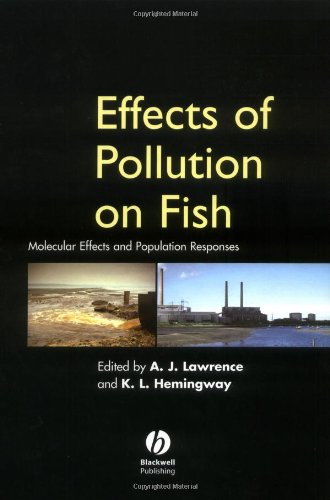 Effects of
Pollution
on Fish
Molecular Effects and Population Responses
Edited by A. J. Lawrence
and K. L. Hemingway
Blackwell
Publishing